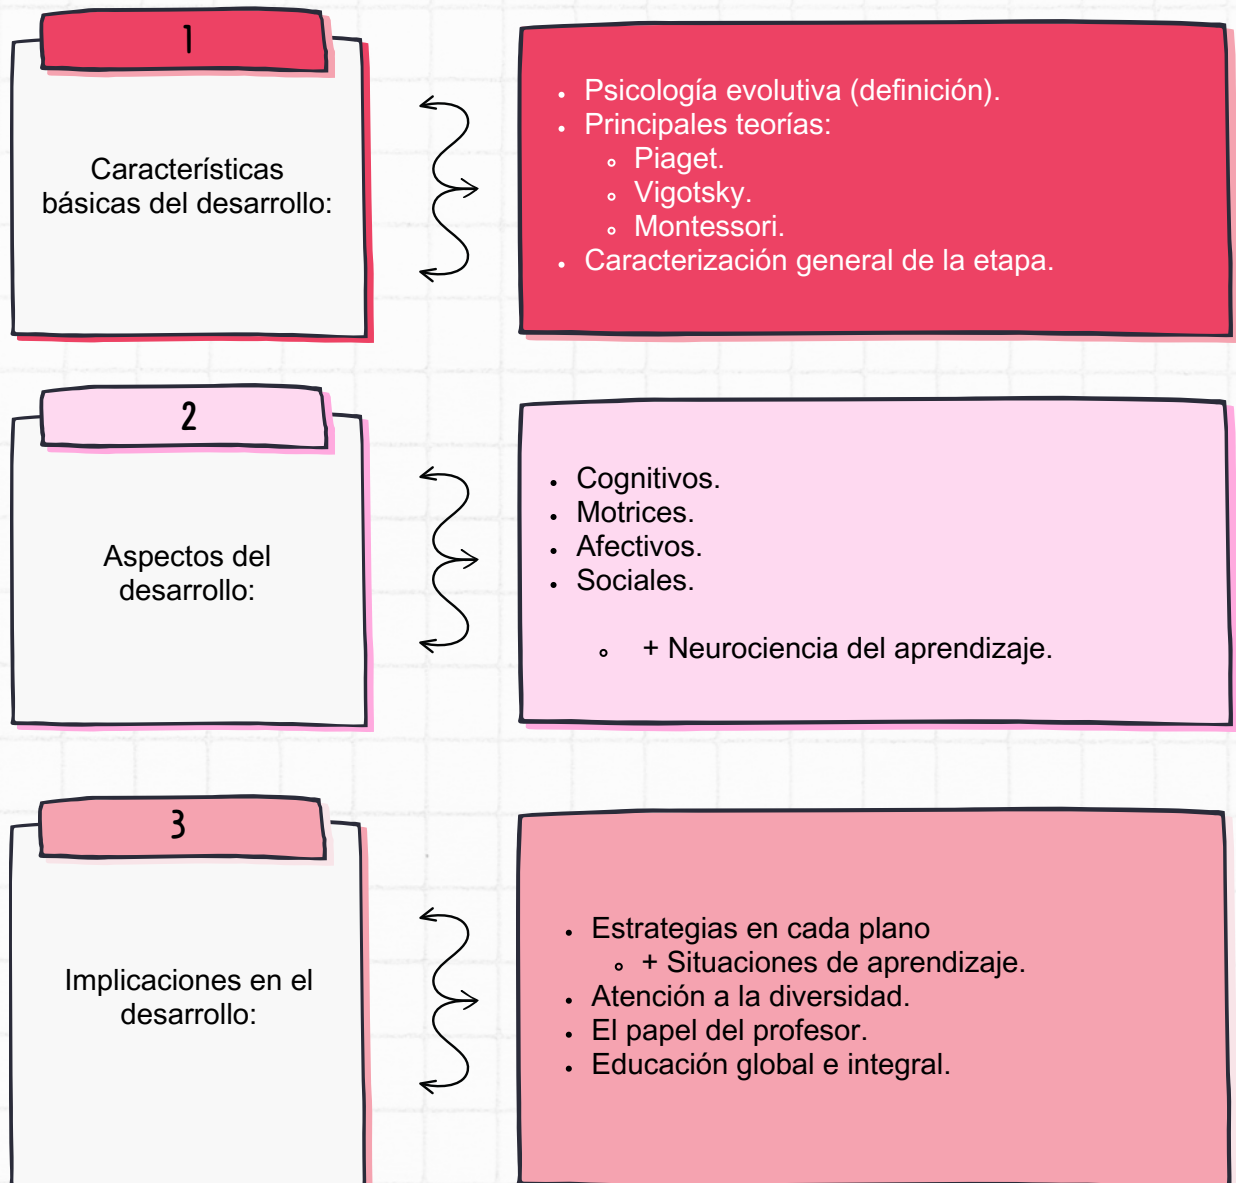 1
Características
básicas del desarrollo:
Psicología evolutiva (definición).
Principales teorías:
Piaget.
Vigotsky.
Montessori.
Caracterización general de la etapa.
2
Aspectos del
desarrollo:
Cognitivos.
Motrices.
Afectivos.
Sociales.
+ Neurociencia del aprendizaje.
3
Implicaciones en el
desarrollo:
Estrategias en cada plano
+ Situaciones de aprendizaje.
Atención a la diversidad.
El papel del profesor.
Educación global e integral.